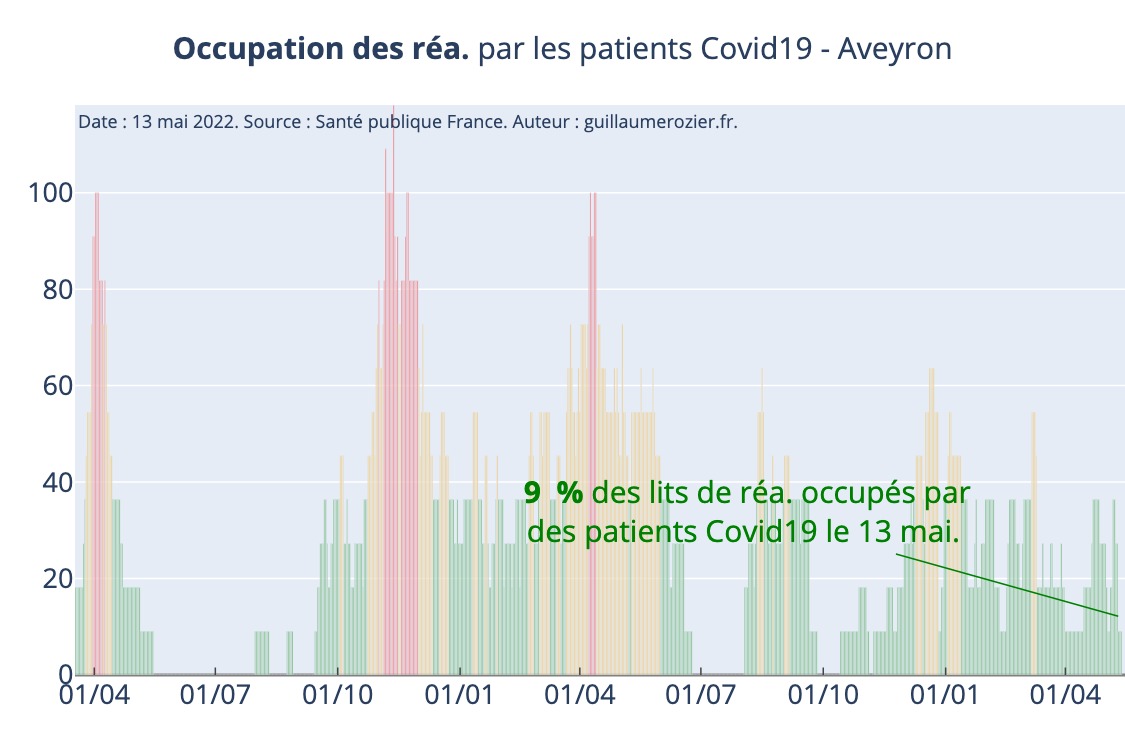 Occupation des réa. par les patients Covid19 - Aveyron
Date : 13 mai 2022. Source : Santé publique France. Auteur : guillaumerozier.fr.
100
80
60
40
20
0
9 % des lits de réa. occupés par
des patients Covid19 le 13 mai.
01/04 01/07 01/10 01/01 01/04 01/07 01/10 01/01 01/04